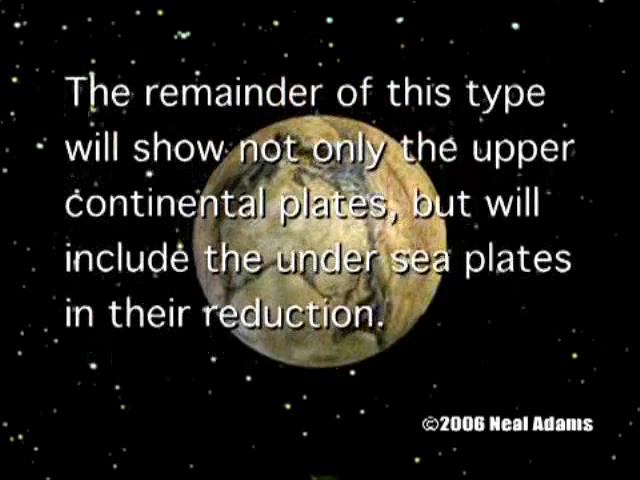 The remainder of this type
will show not only the upper
continental plates, but will
include the under sea plates
in their reduction.
©2006 Neal Adams